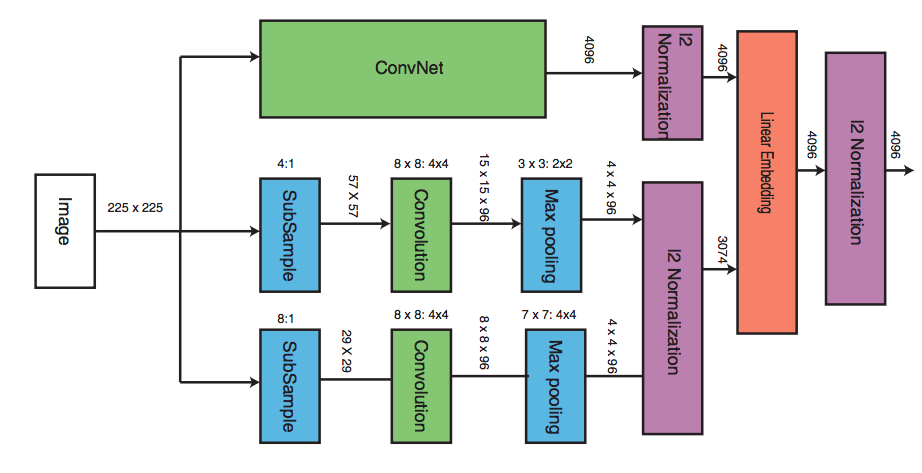 ConvNet
4096
l2
Normalization
4096
Linear Embedding
4096
l2 Normalization
4096
Image
225 x 225
4:1
SubSample
57 X 57
8 x 8: 4x4
Convolution
15 x 15 x 96
3 x 3: 2x2
Max pooling
4 x 4 x 96
l2 Normalization
3074
8:1
SubSample
29 X 29
8 x 8: 4x4
Convolution
8 x 8 x 96
7 x 7: 4x4
Max pooling
4 x 4 x 96